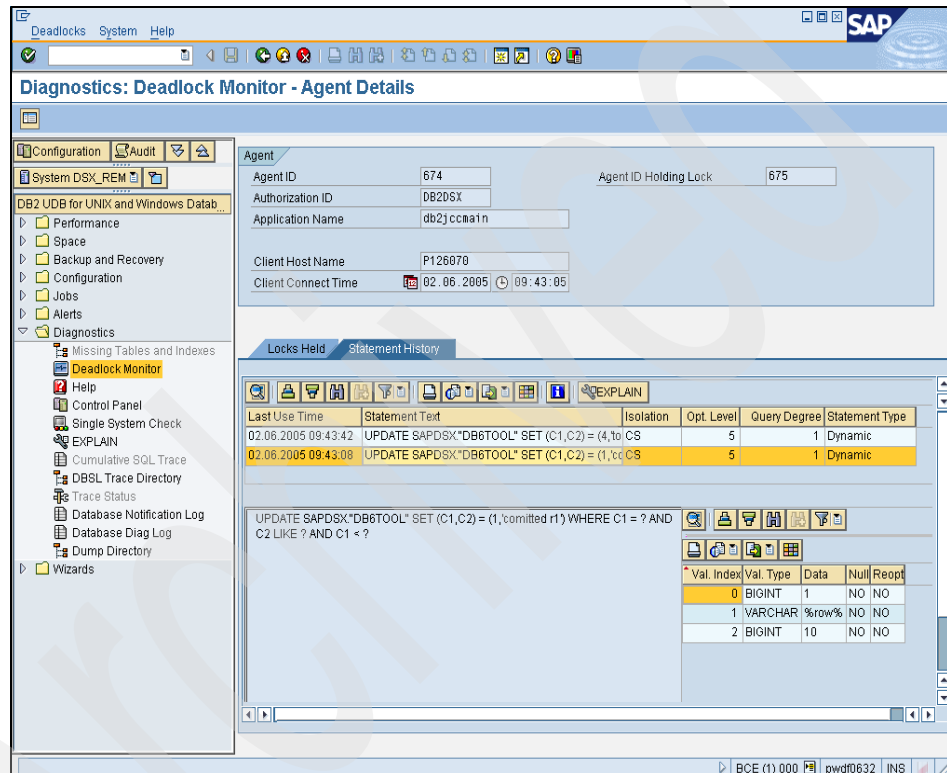 Deadlocks System Help
SAP
Diagnostics: Deadlock Monitor - Agent Details
Configuration Audit
System DSX_REM
DB2 UDB for UNIX and Windows Datab
Performance
Space
Backup and Recovery
Configuration
Jobs
Alerts
Diagnostics
Missing Tables and Indexes
Deadlock Monitor
Help
Control Panel
Single System Check
EXPLAIN
Cumulative SQL Trace
DBSL Trace Directory
Trace Status
Database Notification Log
Database Diag Log
Dump Directory
Wizards
Agent
Agent ID 674 Agent ID Holding Lock 675
Authorization ID DB2DSX
Application Name db2jccmain
Client Host Name P126070
Client Connect Time 02.06.2005 09:43:05
Locks Held Statement History
EXPLAIN
Last Use Time Statement Text Isolation Opt. Level Query Degree Statement Type
02.06.2005 09:43:42 UPDATE SAPDSX."DB6TOOL" SET (C1,C2) = (4,'to CS 5 1 Dynamic
02.06.2005 09:43:08 UPDATE SAPDSX."DB6TOOL" SET (C1,C2) = (1,'co CS 5 1 Dynamic
UPDATE SAPDSX."DB6TOOL" SET (C1,C2) = (1,'comitted r1') WHERE C1 = ? AND
C2 LIKE ? AND C1 < ?
Val. Index Val. Type Data Null Reopt
0 BIGINT 1 NO NO
1 VARCHAR %row% NO NO
2 BIGINT 10 NO NO
BCE (1) 000 pwdf0632 INS